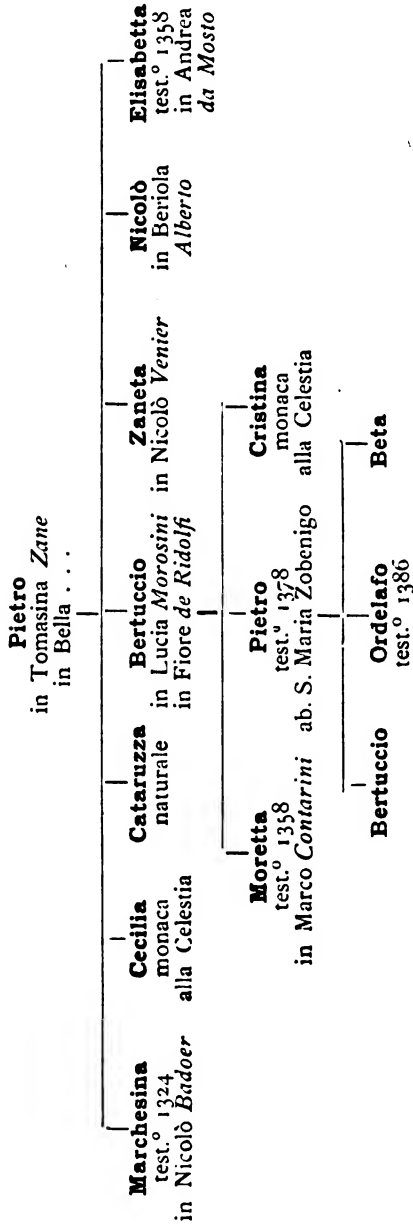 Pietro
in Tomasina Zane
in Bella . . .
Marchesina
test.º 1324
in Nicolò Badoer
Cecilia
monaca
alla Celestia
Cataruzza
naturale
Bertuccio
in Lucia Morosini
in Fiore de Ridolfi
Zaneta
in Nicolò Venier
Nicolò
in Beriola
Alberto
Elisabetta
test.º 1358
in Andrea
da Mosto
Moretta
test.º 1358
in Marco Contarini
Pietro
test.º 1378
ab. S. Maria Zobenigo
Cristina
monaca
alla Celestia
Bertuccio
Ordelafo
test.º 1386
Beta